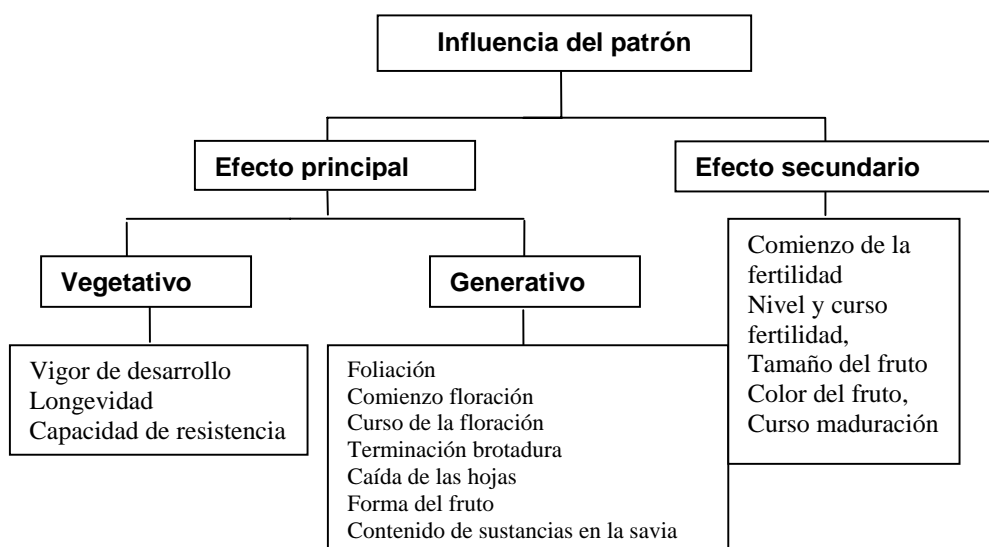 Influencia del patrón
Efecto principal
Efecto secundario
Vegetativo
Generativo
Vigor de desarrollo
Longevidad
Capacidad de resistencia
Foliación
Comienzo floración
Curso de la floración
Terminación brotadura
Caída de las hojas
Forma del fruto
Contenido de sustancias en la savia
Comienzo de la
fertilidad
Nivel y curso
fertilidad,
Tamaño del fruto
Color del fruto,
Curso maduración